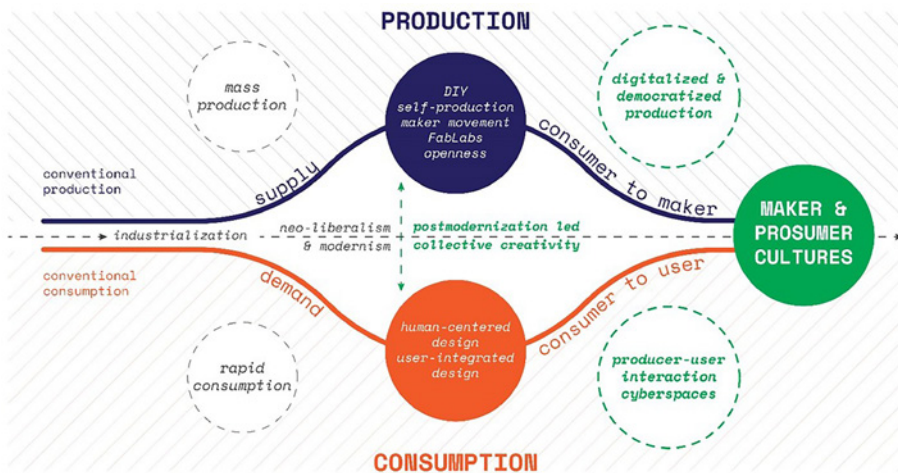 PRODUCTION
mass
production
DIY
self-production
maker movement
FabLabs
openness
digitalized &
democratized
production
conventional
production
supply
consumer to maker
industrialization
neo-liberalism
& modernism
postmodernization led
collective creativity
MAKER &
PROSUMER
CULTURES
conventional
consumption
demand
consumer to user
rapid
consumption
human-centered
design
user-integrated
design
producer-user
interaction
cyberspaces
CONSUMPTION